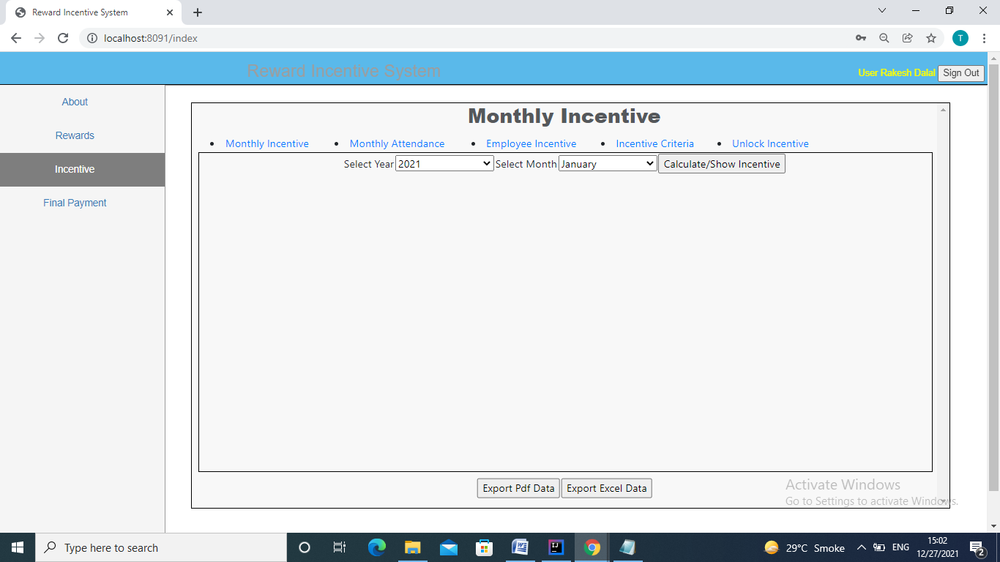 Reward Incentive System
localhost:8091/index
T
Reward Incentive System
User Rakesh Dalal Sign Out
About
Rewards
Incentive
Final Payment
Monthly Incentive
• Monthly Incentive • Monthly Attendance • Employee Incentive • Incentive Criteria • Unlock Incentive
Select Year 2021 Select Month January Calculate/Show Incentive
Export Pdf Data Export Excel Data
Activate Windows
Go to Settings to activate Windows.
Type here to search
29°C Smoke ENG
15:02
12/27/2021
2